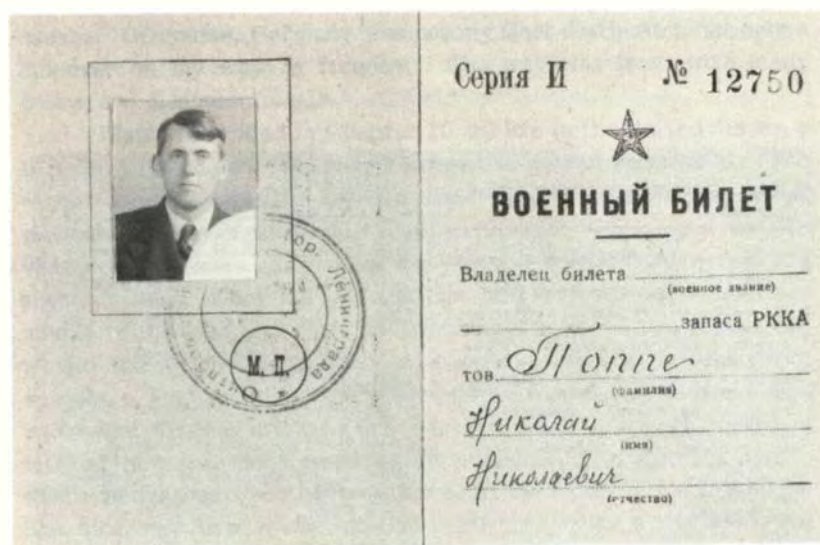 гор. Ленинграда
М. П.
Серия И № 12750
ВОЕННЫЙ БИЛЕТ
Владелец билета
(военное звание)
запаса РККА
тов. Поппе
(фамилия)
Николай
(имя)
Николаевич
(отчество)